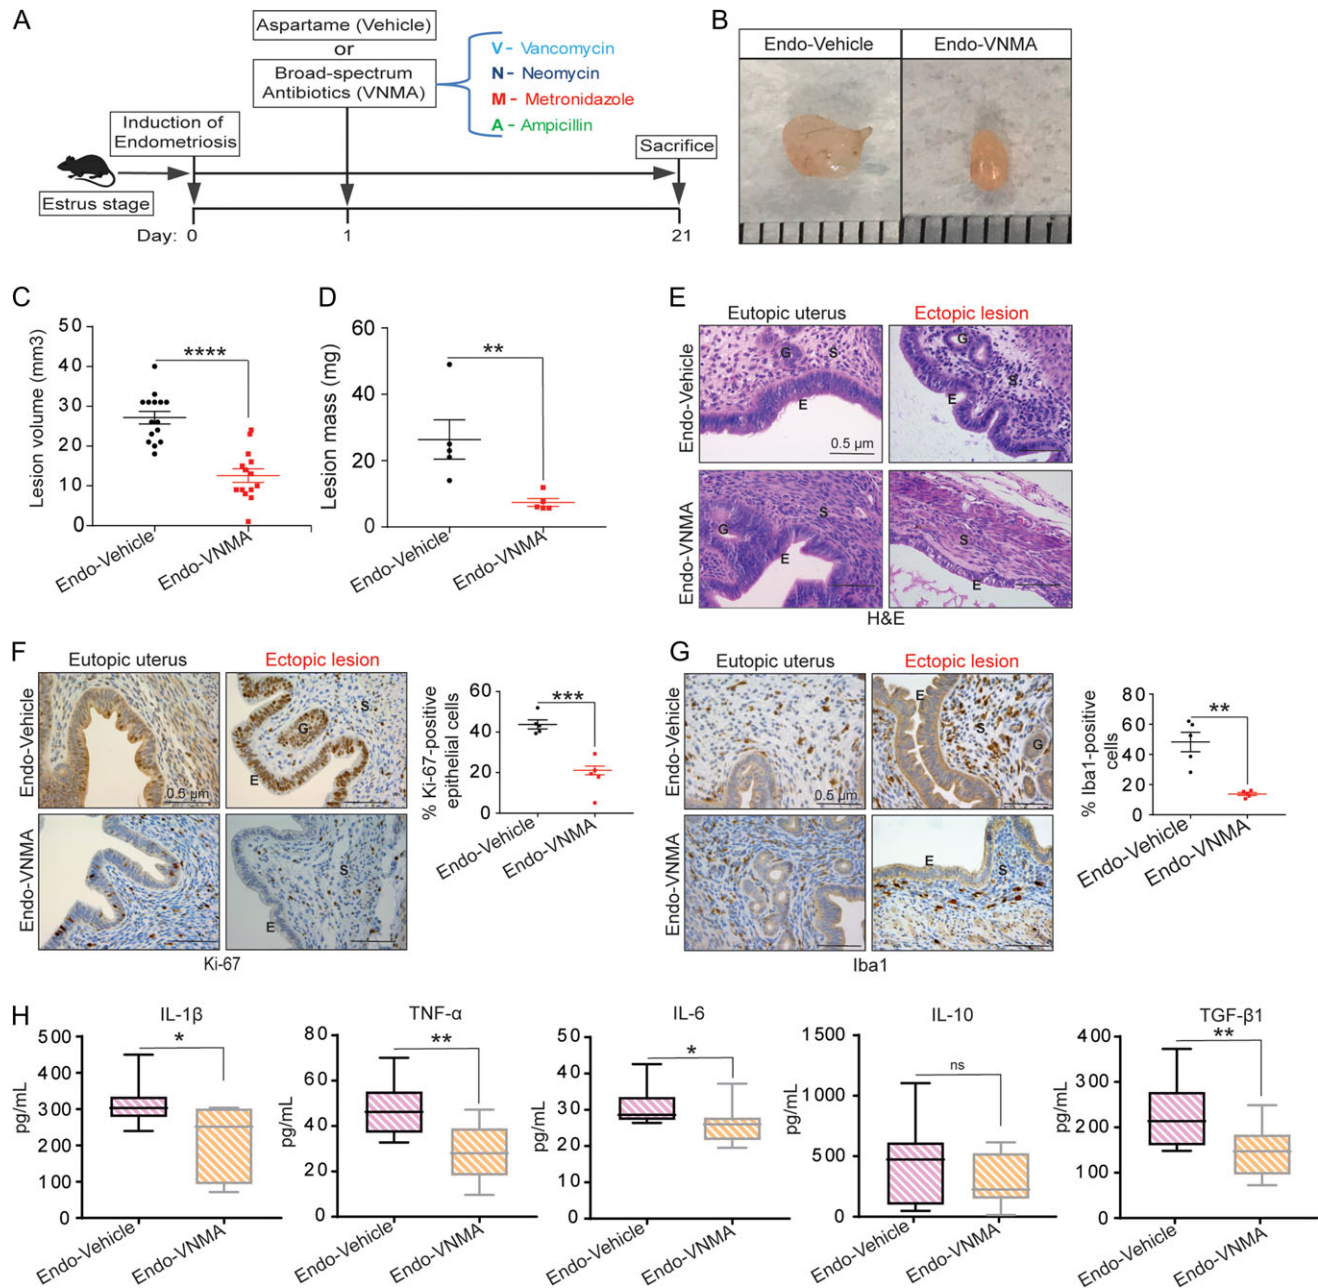 A
Aspartame (Vehicle)
or
Broad-spectrum
Antibiotics (VNMA)
V - Vancomycin
N - Neomycin
M - Metronidazole
A - Ampicillin
Induction of
Endometriosis
Sacrifice
Estrus stage
Day: 0
1
21
B
Endo-Vehicle
Endo-VNMA
C
Lesion volume (mm3)
50
40
30
20
10
0
****
Endo-Vehicle
Endo-VNMA
D
Lesion mass (mg)
60
40
20
0
**
Endo-Vehicle
Endo-VNMA
E
Eutopic uterus
Ectopic lesion
Endo-Vehicle
G
S
E
0.5 µm
G
S
E
Endo-VNMA
G
S
E
S
E
H&E
F
Eutopic uterus
Ectopic lesion
Endo-Vehicle
0.5 µm
S
G
E
Endo-VNMA
S
E
Ki-67
% Ki-67-positive
epithelial cells
60
40
20
0
***
Endo-Vehicle
Endo-VNMA
G
Eutopic uterus
Ectopic lesion
Endo-Vehicle
0.5 µm
E
S
G
Endo-VNMA
E
S
Iba1
% Iba1-positive
cells
80
60
40
20
0
**
Endo-Vehicle
Endo-VNMA
H
IL-1β
pg/mL
500
400
300
200
100
0
*
Endo-Vehicle
Endo-VNMA
TNF-α
pg/mL
80
60
40
20
0
**
Endo-Vehicle
Endo-VNMA
IL-6
pg/mL
50
40
30
20
10
0
*
Endo-Vehicle
Endo-VNMA
IL-10
pg/mL
1 500
1000
500
0
ns
Endo-Vehicle
Endo-VNMA
TGF-β1
pg/mL
400
300
200
100
0
**
Endo-Vehicle
Endo-VNMA